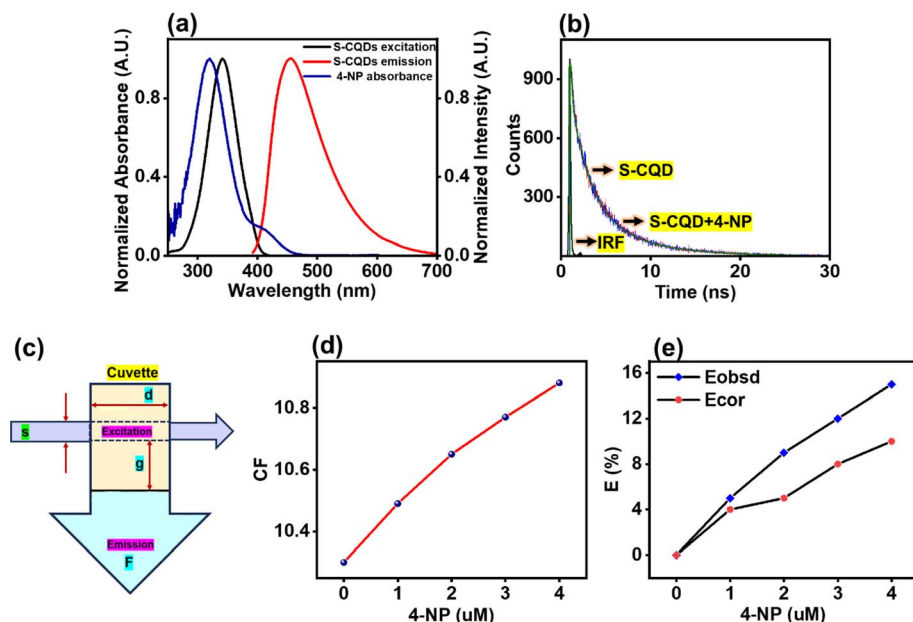 (a)
S-CQDs excitation
S-CQDs emission
4-NP absorbance
Normalized Absorbance (A.U.)
0.8
0.4
0.0
300 400 500 600 700
Wavelength (nm)
0.8
0.4
0.0
Normalized Intensity (A.U.)
(b)
Counts
900
600
300
S-CQD
S-CQD+4-NP
IRF
0 10 20 30
Time (ns)
(c)
Cuvette
d
s
Excitation
g
Emission
F
(d)
CF
10.8
10.6
10.4
0 1 2 3 4
4-NP (uM)
(e)
Eobsd
Ecor
E (%)
16
12
8
4
0
0 1 2 3 4
4-NP (uM)